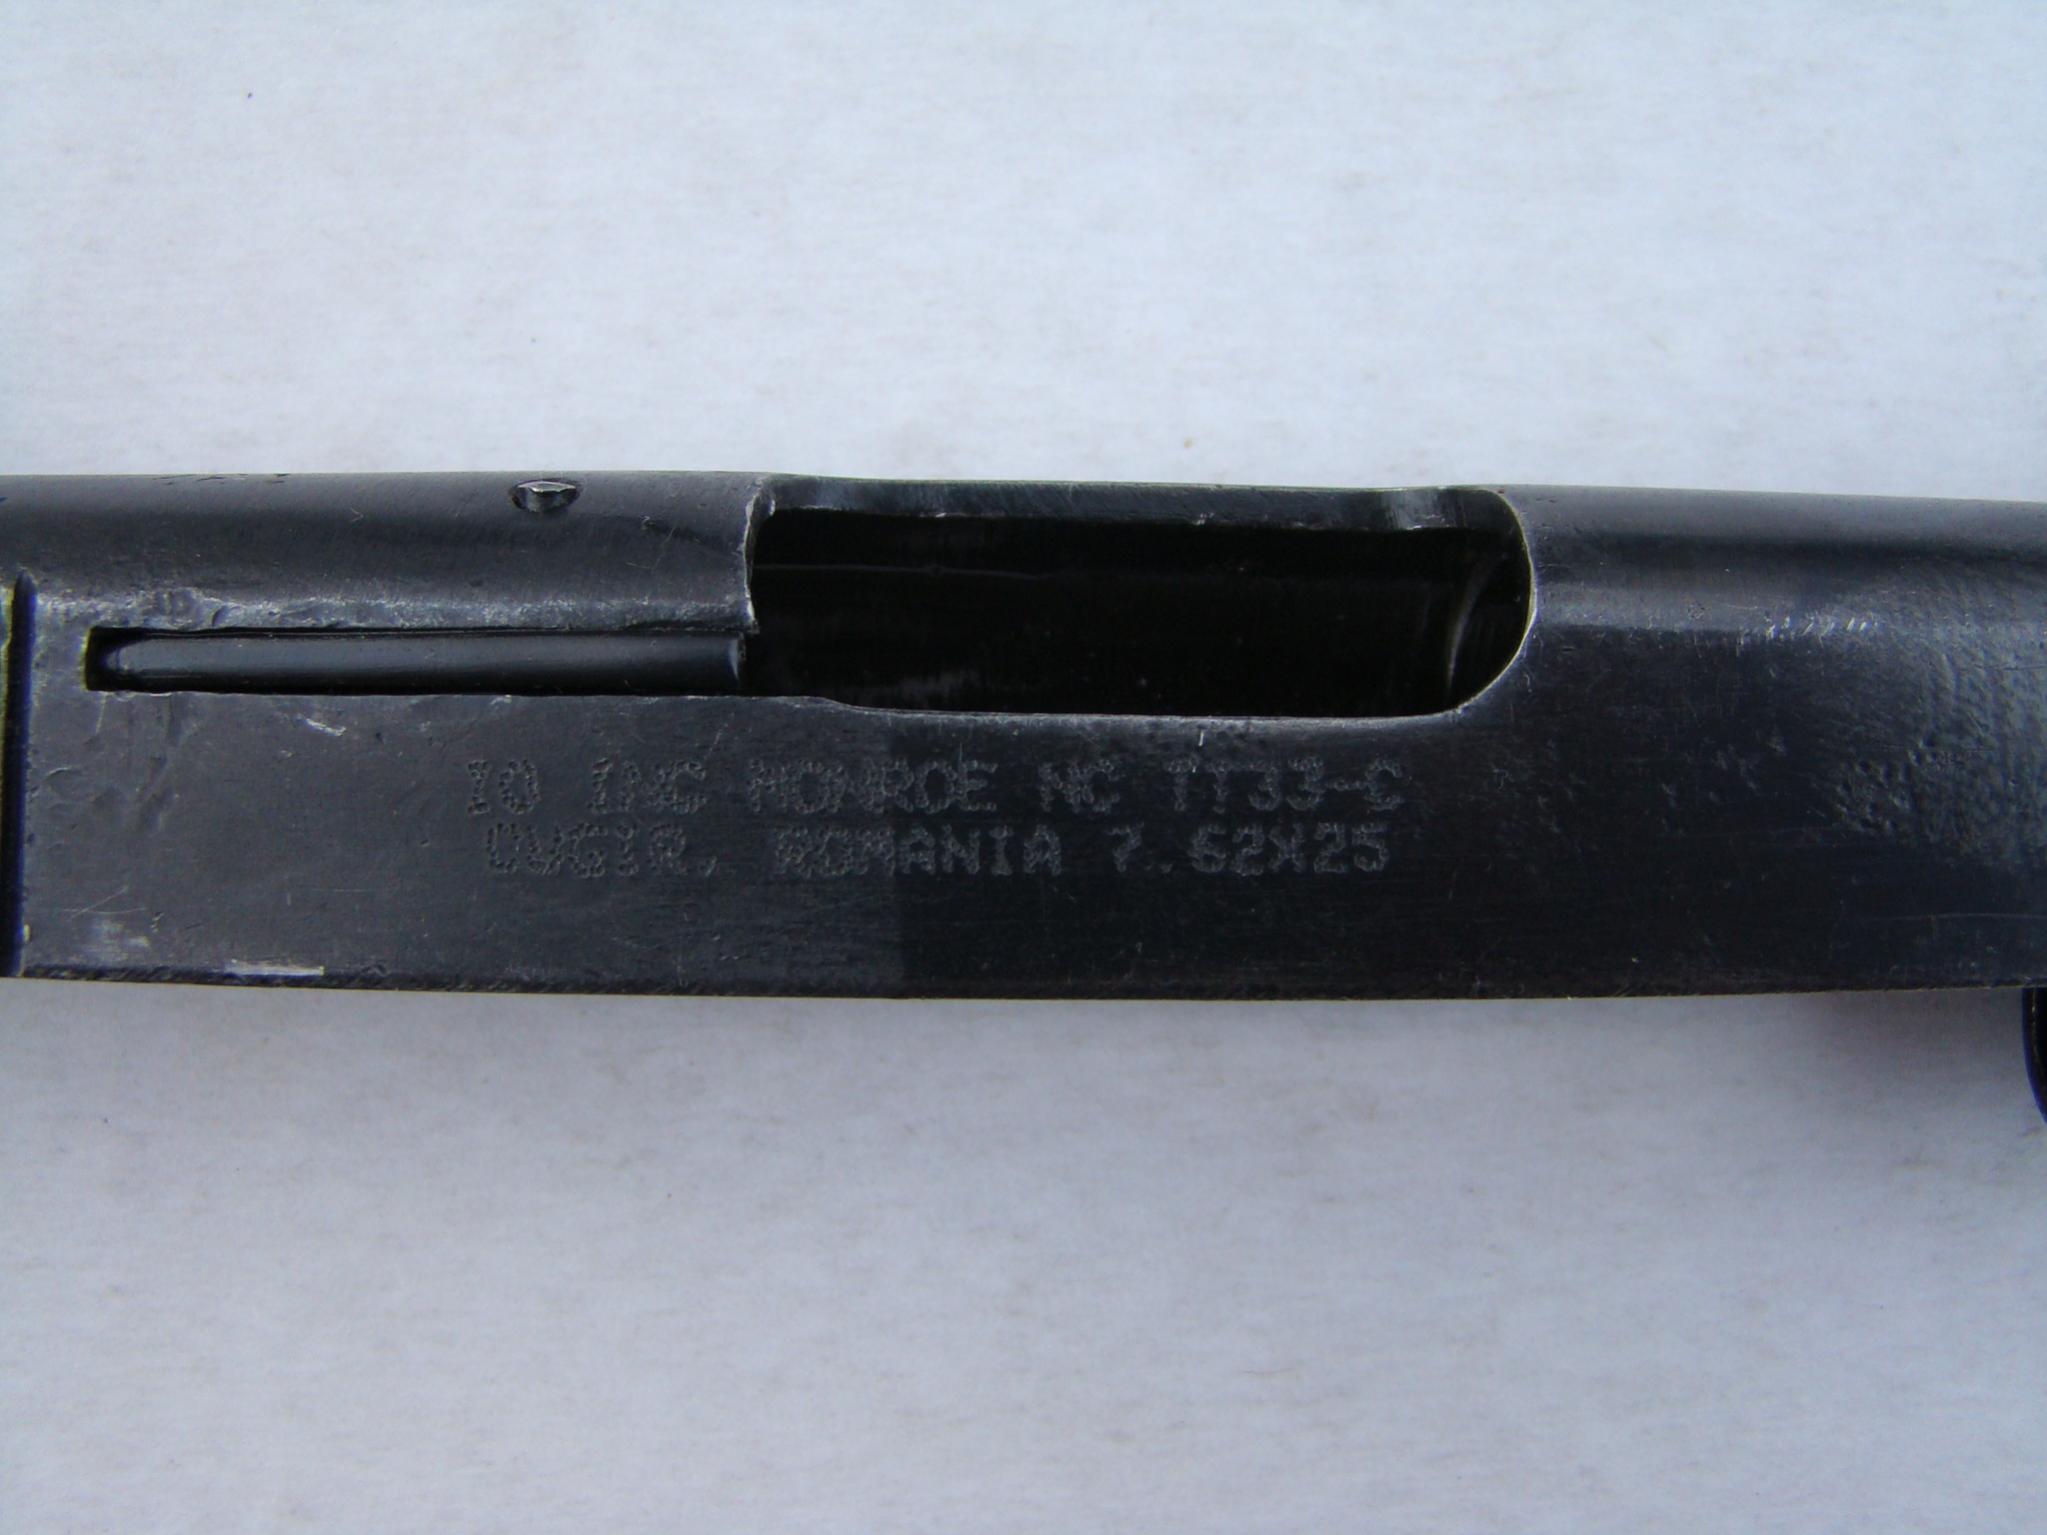 IO INC MONROE NC TT33-C
CUGIR, ROMANIA 7.62X25